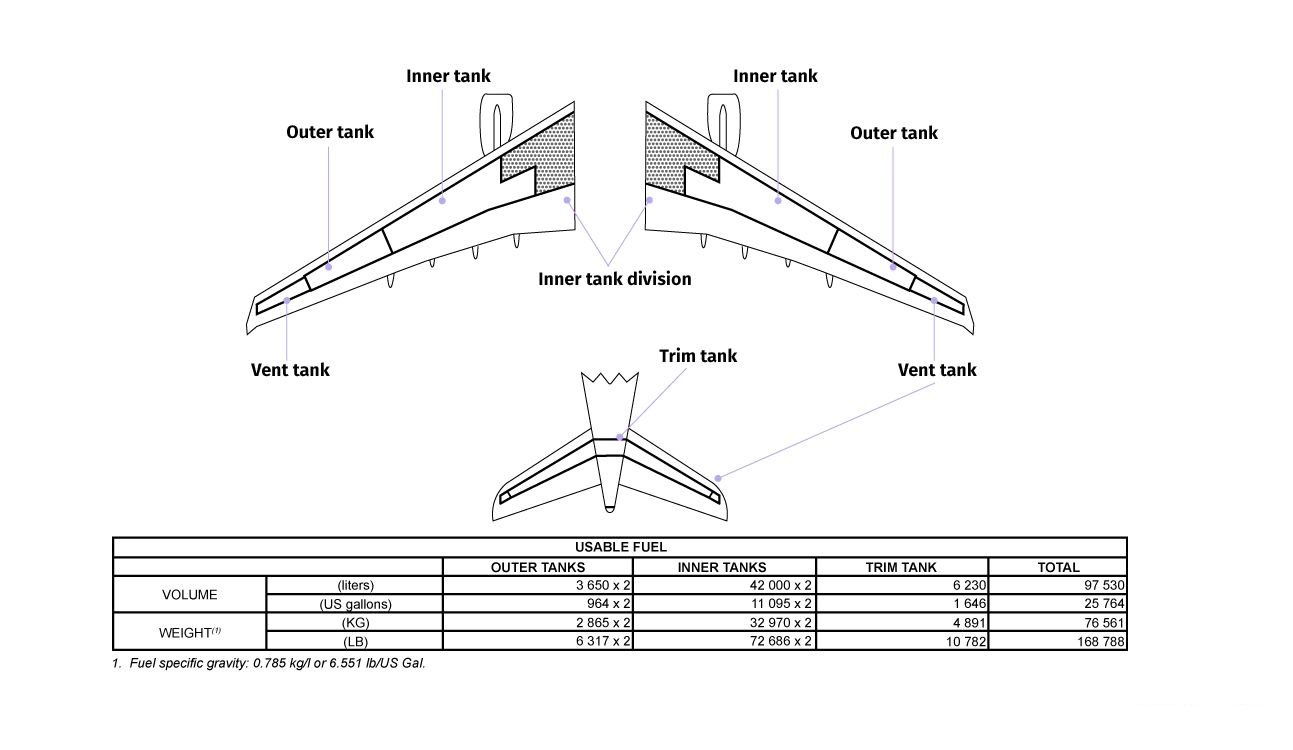 Inner tank
Inner tank
Outer tank
Outer tank
Inner tank division
Trim tank
Vent tank
Vent tank
USABLE FUEL
OUTER TANKS INNER TANKS TRIM TANK TOTAL
VOLUME
(liters) 3 650 x 2 42 000 x 2 6 230 97 530
(US gallons) 964 x 2 11 095 x 2 1 646 25 764
WEIGHT(1)
(KG) 2 865 x 2 32 970 x 2 4 891 76 561
(LB) 6 317 x 2 72 686 x 2 10 782 168 788
1. Fuel specific gravity: 0.785 kg/l or 6.551 lb/US Gal.